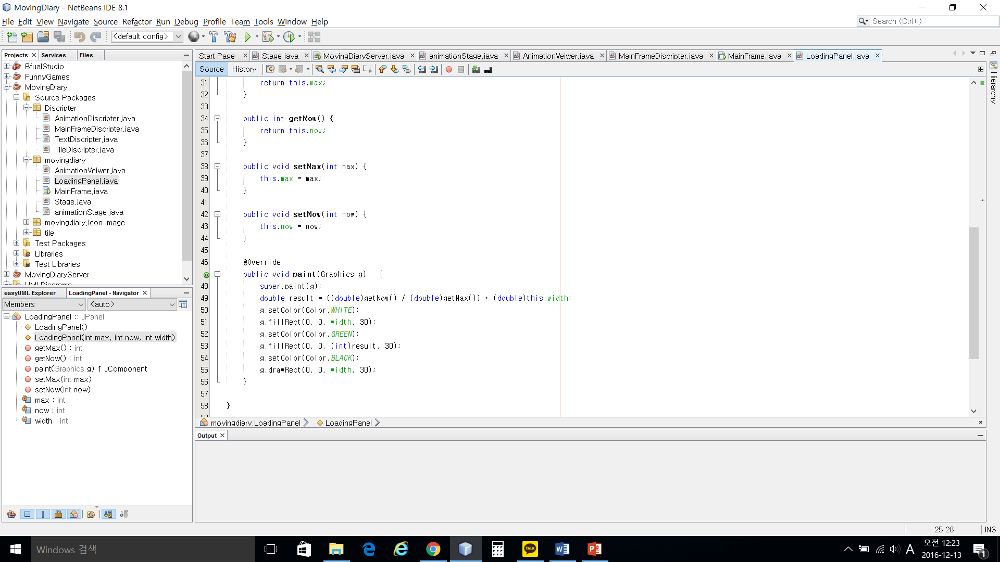 MovingDiary - NetBeans IDE 8.1
File Edit View Navigate Source Refactor Run Debug Profile Team Tools Window Help
Search (Ctrl+I)
<default config>
Projects Services Files
BfualStudio
FunnyGames
MovingDiary
Source Packages
Discripter
AnimationDiscripter.java
MainFrameDiscripter.java
TextDiscripter.java
TileDiscripter.java
movingdiary
AnimationVeiwer.java
LoadingPanel.java
MainFrame.java
Stage.java
animationStage.java
movingdiary.Icon Image
tile
Test Packages
Libraries
Test Libraries
MovingDiaryServer
UMLDiagrams
easyUML Explorer LoadingPanel - Navigator
Members <auto>
LoadingPanel :: JPanel
LoadingPanel()
LoadingPanel(int max, int now, int width)
getMax() : int
getNow() : int
paint(Graphics g) ↑ JComponent
setMax(int max)
setNow(int now)
max : int
now : int
width : int
Start Page Stage.java MovingDiaryServer.java animationStage.java AnimationVeiwer.java MainFrameDiscripter.java MainFrame.java LoadingPanel.java
Source History
Hierarchy
31 return this.max;
32 }
33
34 public int getNow() {
35 return this.now;
36 }
37
38 public void setMax(int max) {
39 this.max = max;
40 }
41
42 public void setNow(int now) {
43 this.now = now;
44 }
45
46 @Override
public void paint(Graphics g) {
48 super.paint(g);
49 double result = ((double)getNow() / (double)getMax()) * (double)this.width;
50 g.setColor(Color.WHITE);
51 g.fillRect(0, 0, width, 30);
52 g.setColor(Color.GREEN);
53 g.fillRect(0, 0, (int)result, 30);
54 g.setColor(Color.BLACK);
55 g.drawRect(0, 0, width, 30);
56 }
57
58 }
movingdiary.LoadingPanel LoadingPanel
Output
25:28 INS
Windows 검색
TALK
A
오전 12:23
2016-12-13
1